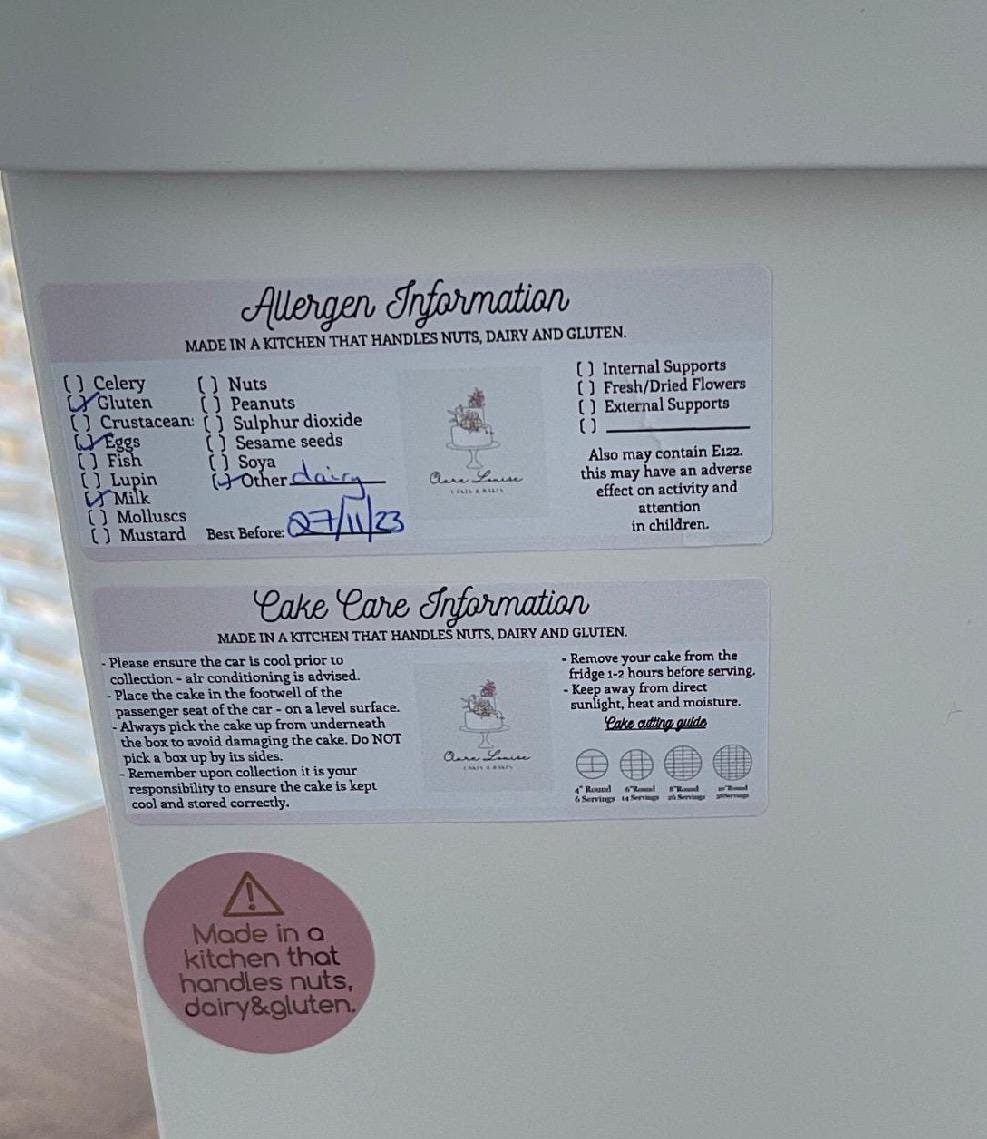 Allergen Information
MADE IN A KITCHEN THAT HANDLES NUTS, DAIRY AND GLUTEN.
[ ] Celery
[✓] Gluten
[ ] Crustacean:
[✓] Eggs
[ ] Fish
[ ] Lupin
[✓] Milk
[ ] Molluscs
[ ] Mustard
[ ] Nuts
[ ] Peanuts
[ ] Sulphur dioxide
[ ] Sesame seeds
[ ] Soya
[✓] Other dairy
Best Before: 27/11/23
[ ] Internal Supports
[ ] Fresh/Dried Flowers
[ ] External Supports
[ ]
Also may contain E122.
this may have an adverse
effect on activity and
attention
in children.
Cake Care Information
MADE IN A KITCHEN THAT HANDLES NUTS, DAIRY AND GLUTEN.
- Please ensure the car is cool prior to
collection - air conditioning is advised.
- Place the cake in the footwell of the
passenger seat of the car - on a level surface.
- Always pick the cake up from underneath
the box to avoid damaging the cake. Do NOT
pick a box up by its sides.
- Remember upon collection it is your
responsibility to ensure the cake is kept
cool and stored correctly.
- Remove your cake from the
fridge 1-2 hours before serving.
- Keep away from direct
sunlight, heat and moisture.
Cake cutting guide
4" Round
6 Servings
6" Round
14 Servings
8" Round
Servings
10" Round
Made in a
kitchen that
handles nuts,
dairy&gluten.